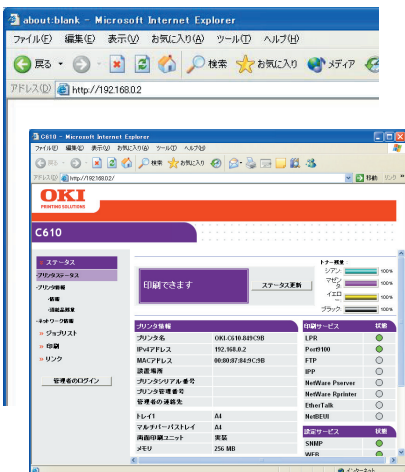 about:blank - Microsoft Internet Explorer
ファイル(F) 編集(E) 表示(V) お気に入り(A) ツール(T) ヘルプ(H)
戻る 検索 お気に入り メディア
アドレス(D) http://192.168.0.2
C610 - Microsoft Internet Explorer
ファイル(F) 編集(E) 表示(V) お気に入り(A) ツール(T) ヘルプ(H)
戻る 検索 お気に入り
アドレス(D) http://192.168.0.2/ 移動 リンク
OKI
PRINTING SOLUTIONS
C610
ステータス
・プリンタステータス
・プリンタ情報
・情報
・消耗品残量
・ネットワーク情報
ジョブリスト
印刷
リンク
管理者のログイン
印刷できます
ステータス更新
トナー残量:
シアン: 100%
マゼンタ 100%
イエロー: 100%
ブラック: 100%
プリンタ情報
プリンタ名 OKI-C610-849C9B
IPv4アドレス 192.168.0.2
MACアドレス 00:80:87:84:9C:9B
設置場所
プリンタシリアル番号
プリンタ管理番号
管理者の連絡先
トレイ1 A4
マルチパーパストレイ A4
両面印刷ユニット 実装
メモリ 256 MB
印刷サービス 状態
LPR
Port9100
FTP
IPP
NetWare Pserver
NetWare Rprinter
EtherTalk
NetBEUI
設定サービス 状態
SNMP
WEB
インターネット